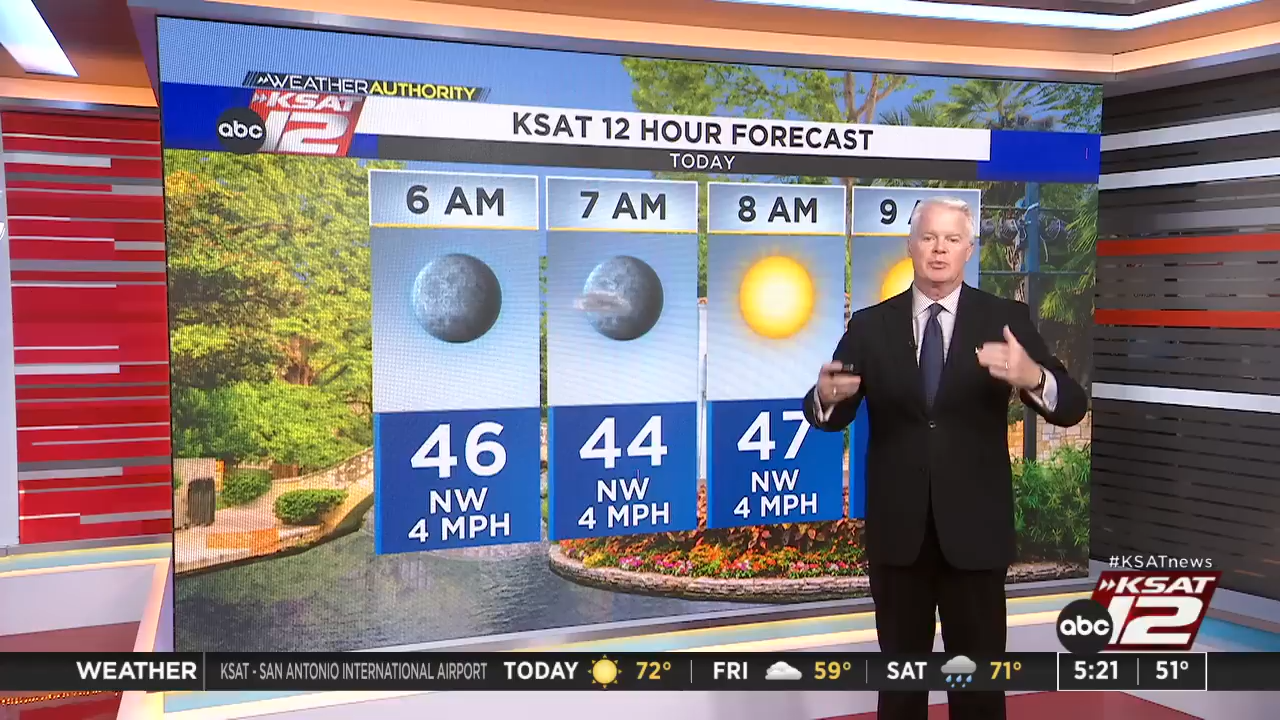 WEATHERAUTHORITY
KSAT
abc
12
KSAT 12 HOUR FORECAST
TODAY
6 AM
7 AM
8 AM
9
46
NW
4 MPH
44
NW
4 MPH
47
NW
4 MPH
#KSATnews
KSAT
abc
12
WEATHER
KSAT - SAN ANTONIO INTERNATIONAL AIRPORT
TODAY 72°
FRI 59°
SAT 71°
5:21
51°